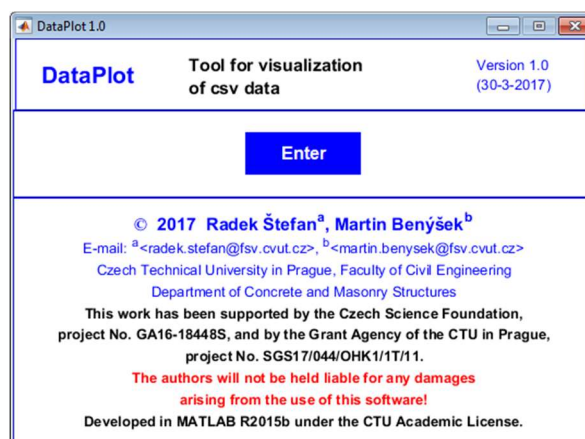 DataPlot 1.0
DataPlot
Tool for visualization
of csv data
Version 1.0
(30-3-2017)
Enter
© 2017 Radek Štefanᵃ, Martin Benýšekᵇ
E-mail: ᵃ<radek.stefan@fsv.cvut.cz>, ᵇ<martin.benysek@fsv.cvut.cz>
Czech Technical University in Prague, Faculty of Civil Engineering
Department of Concrete and Masonry Structures
This work has been supported by the Czech Science Foundation,
project No. GA16-18448S, and by the Grant Agency of the CTU in Prague,
project No. SGS17/044/OHK1/1T/11.
The authors will not be held liable for any damages
arising from the use of this software!
Developed in MATLAB R2015b under the CTU Academic License.